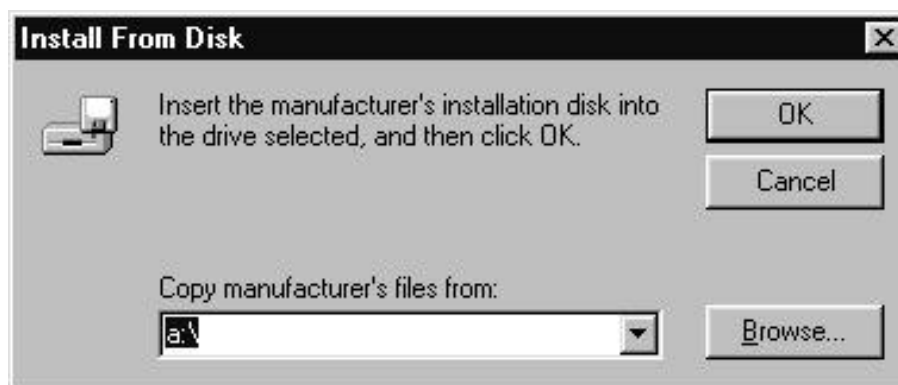 Install From Disk
Insert the manufacturer's installation disk into
the drive selected, and then click OK.
OK
Cancel
Copy manufacturer's files from:
a:\
Browse...